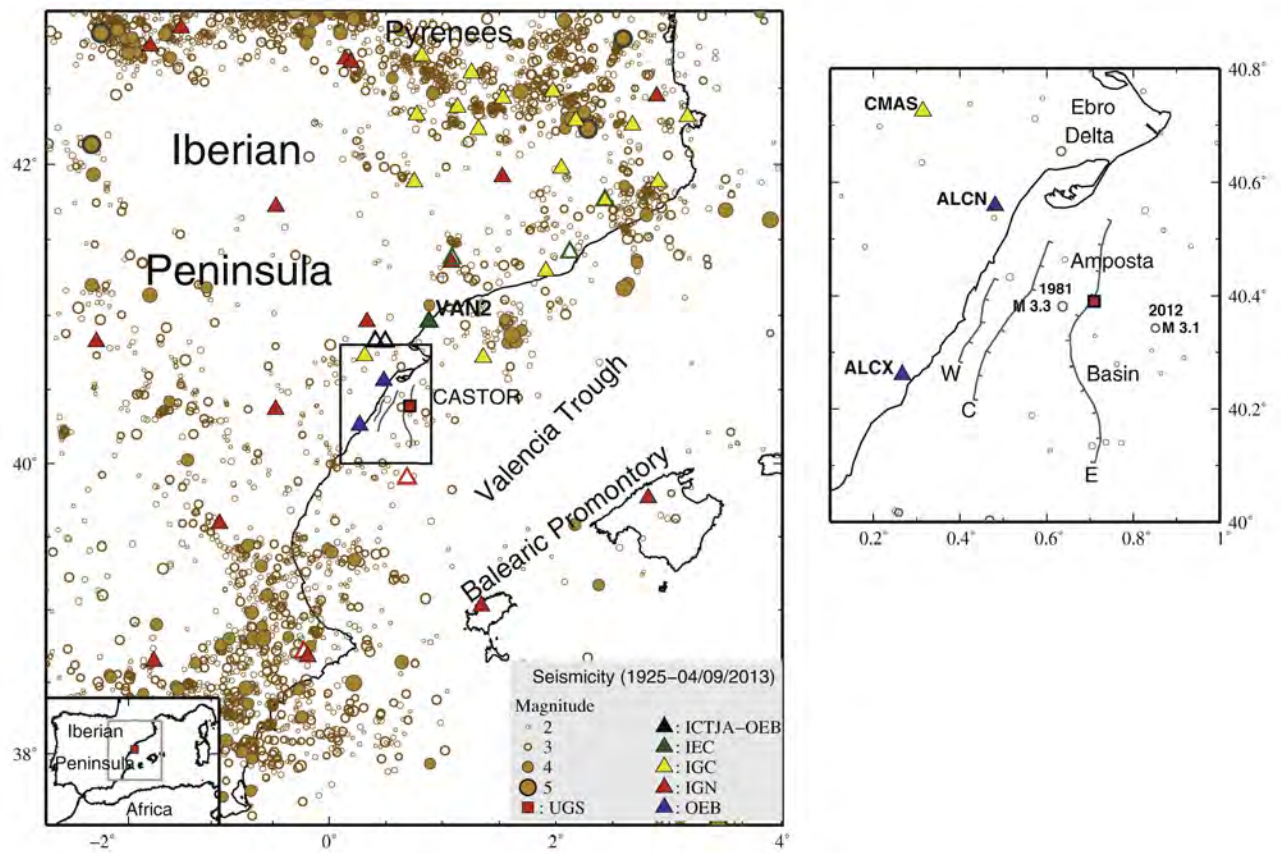 Pyrenees
Iberian
Peninsula
VAN2
CASTOR
Valencia Trough
Balearic Promontory
42°
40°
38°
−2°
0°
2°
4°
Seismicity (1925−04/09/2013)
Magnitude
2
3
4
5
: UGS
: ICTJA−OEB
: IEC
: IGC
: IGN
: OEB
Iberian
Peninsula
Africa
CMAS
Ebro
Delta
ALCN
Amposta
1981
M 3.3
2012
M 3.1
ALCX
W
Basin
C
E
40.8°
40.6°
40.4°
40.2°
40°
0.2°
0.4°
0.6°
0.8°
1°